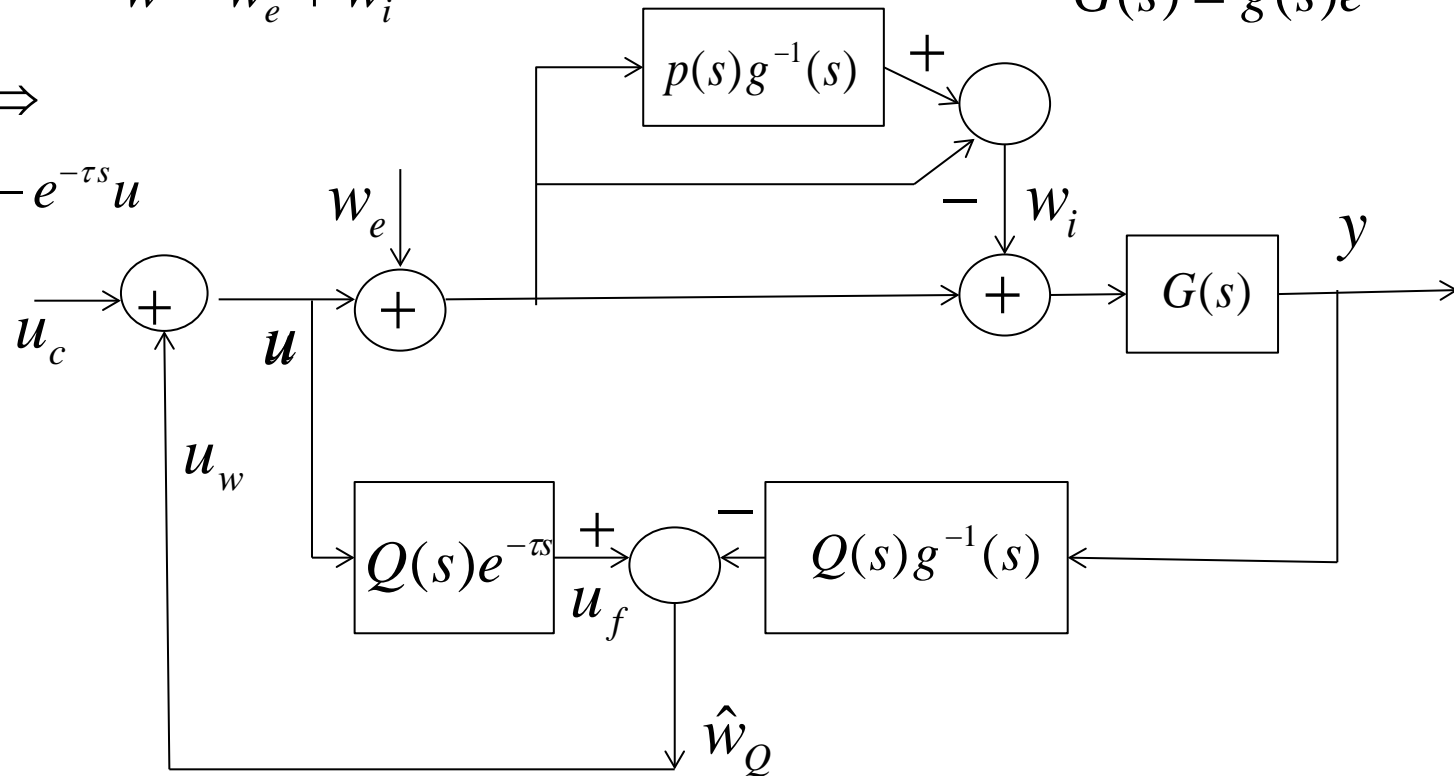 w w_e + w_i
G(s) = g(s)e
p(s)g^{-1}(s)
+
⇒
− e^{-τs}u
w_e
− w_i
y
u_c
+
u
+
+
G(s)
u_w
Q(s)e^{-τs}
+
u_f
−
Q(s)g^{-1}(s)
ŵ_Q